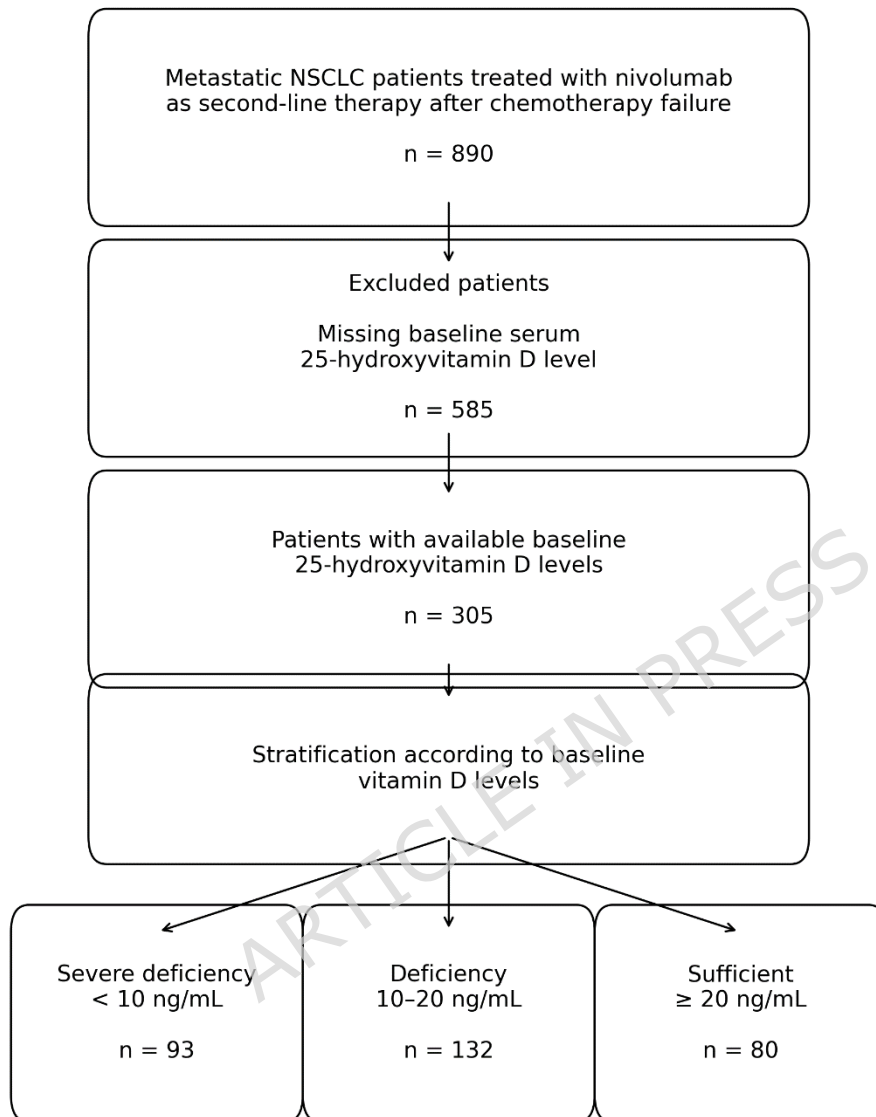 Metastatic NSCLC patients treated with nivolumab
as second-line therapy after chemotherapy failure
n = 890
Excluded patients
Missing baseline serum
25-hydroxyvitamin D level
n = 585
Patients with available baseline
25-hydroxyvitamin D levels
n = 305
Stratification according to baseline
vitamin D levels
ARTICLE IN PRESS
Severe deficiency
< 10 ng/mL
n = 93
Deficiency
10–20 ng/mL
n = 132
Sufficient
≥ 20 ng/mL
n = 80